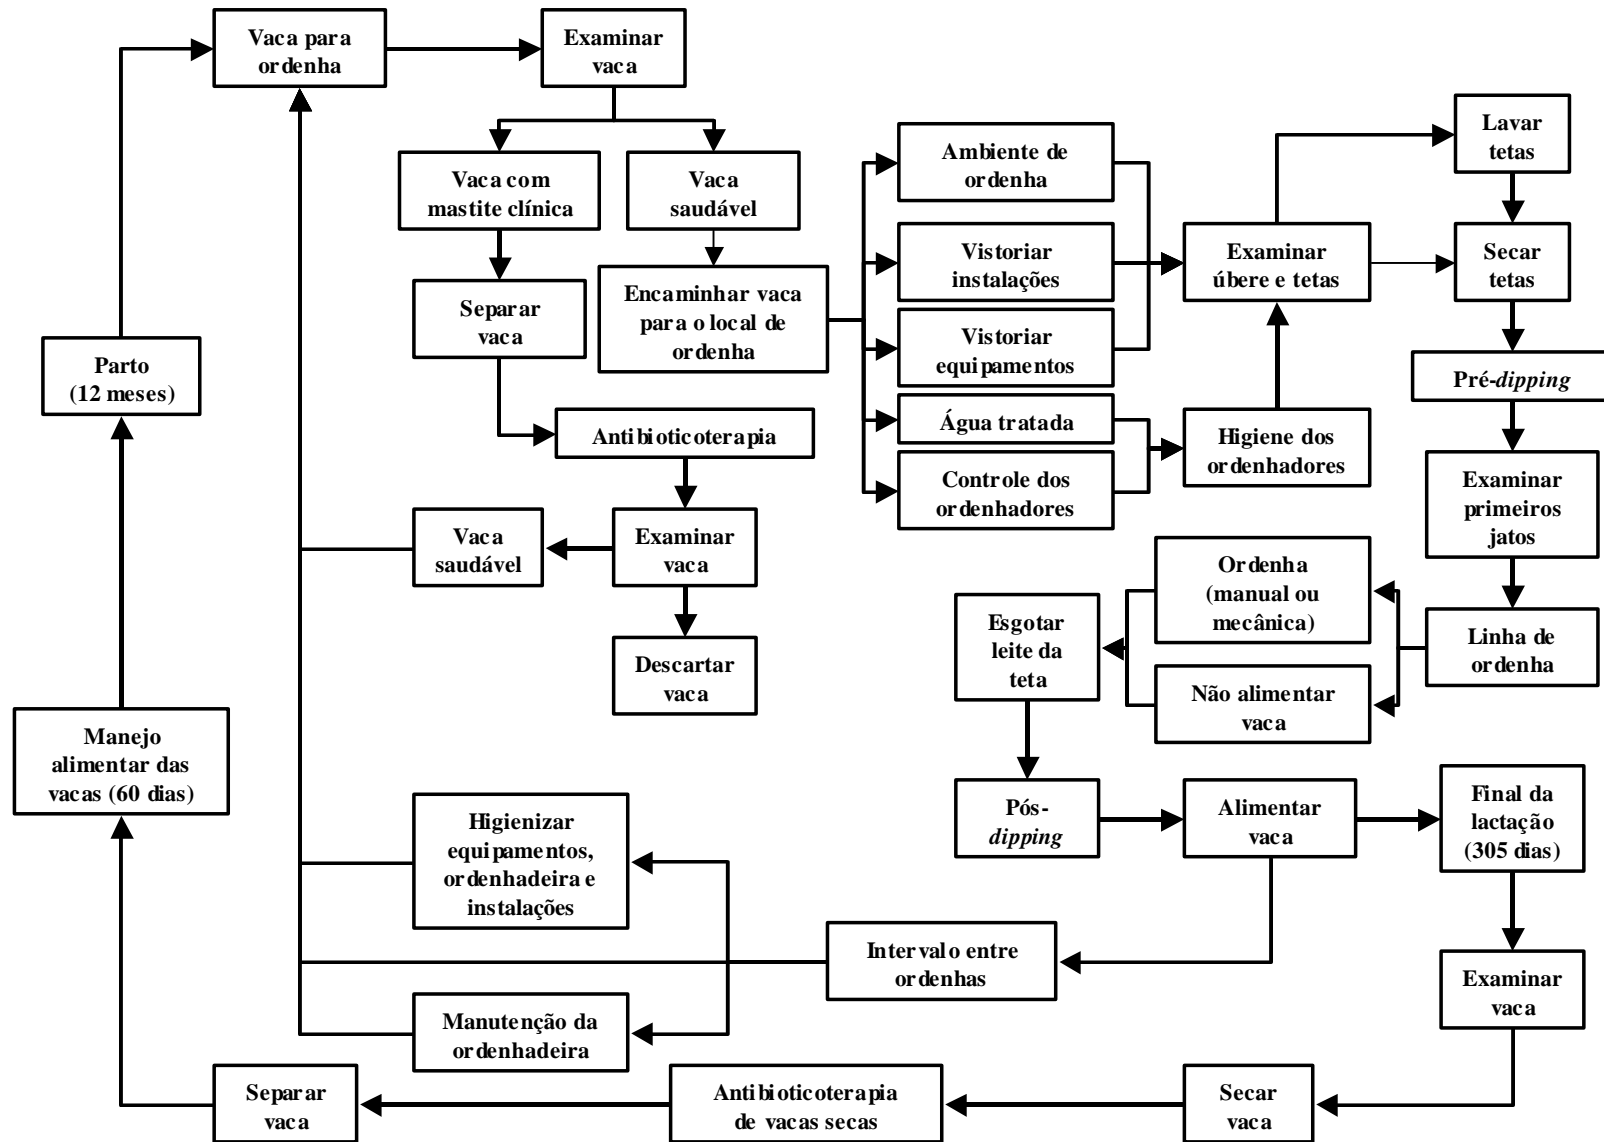 Vaca para
ordenha
Examinar
vaca
Lavar
tetas
Ambiente de
ordenha
Vaca com
mastite clínica
Vaca
saudável
Vistoriar
instalações
Examinar
úbere e tetas
Secar
tetas
Separar
vaca
Encaminhar vaca
para o local de
ordenha
Vistoriar
equipamentos
Parto
(12 meses)
Pré-dipping
Antibioticoterapia
Água tratada
Higiene dos
ordenhadores
Controle dos
ordenhadores
Examinar
primeiros
jatos
Vaca
saudável
Examinar
vaca
Ordenha
(manual ou
mecânica)
Esgotar
leite da
teta
Linha de
ordenha
Descartar
vaca
Não alimentar
vaca
Manejo
alimentar das
vacas (60 dias)
Pós-
dipping
Alimentar
vaca
Final da
lactação
(305 dias)
Higienizar
equipamentos,
ordenhadeira e
instalações
Intervalo entre
ordenhas
Examinar
vaca
Manutenção da
ordenhadeira
Separar
vaca
Antibioticoterapia
de vacas secas
Secar
vaca